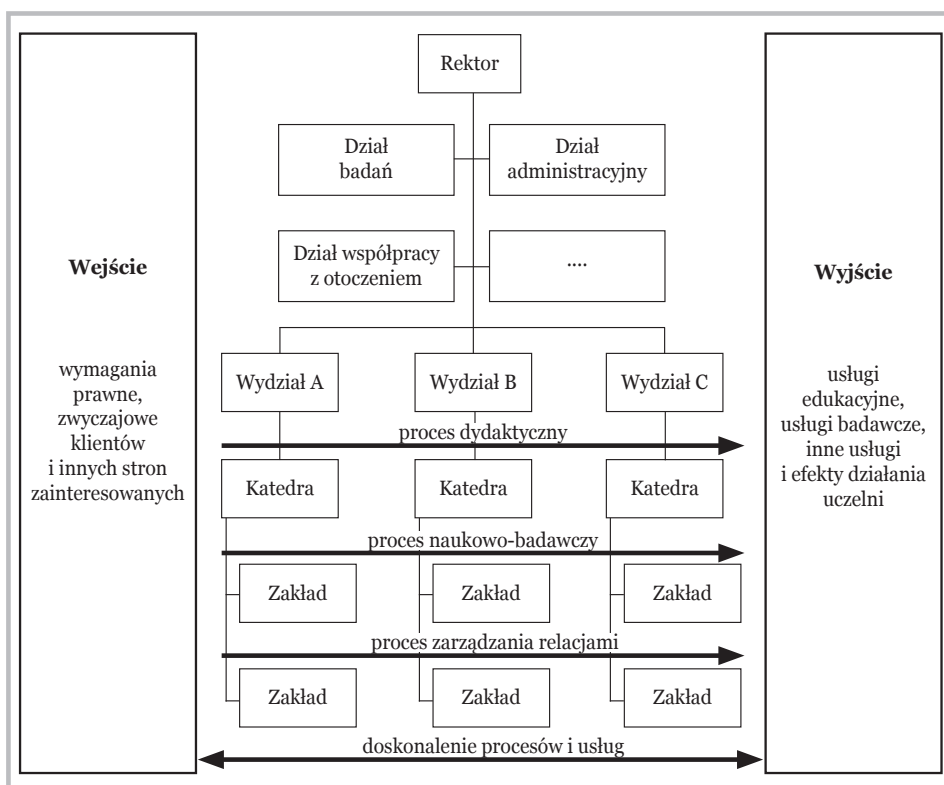 Rektor
Dział
badań
Dział
administracyjny
Dział współpracy
z otoczeniem
....
Wejście
wymagania
prawne,
zwyczajowe
klientów
i innych stron
zainteresowanych
Wydział A
Wydział B
Wydział C
proces dydaktyczny
Katedra
Katedra
Katedra
proces naukowo-badawczy
Zakład
Zakład
Zakład
proces zarządzania relacjami
Zakład
Zakład
Zakład
doskonalenie procesów i usług
Wyjście
usługi
edukacyjne,
usługi badawcze,
inne usługi
i efekty działania
uczelni